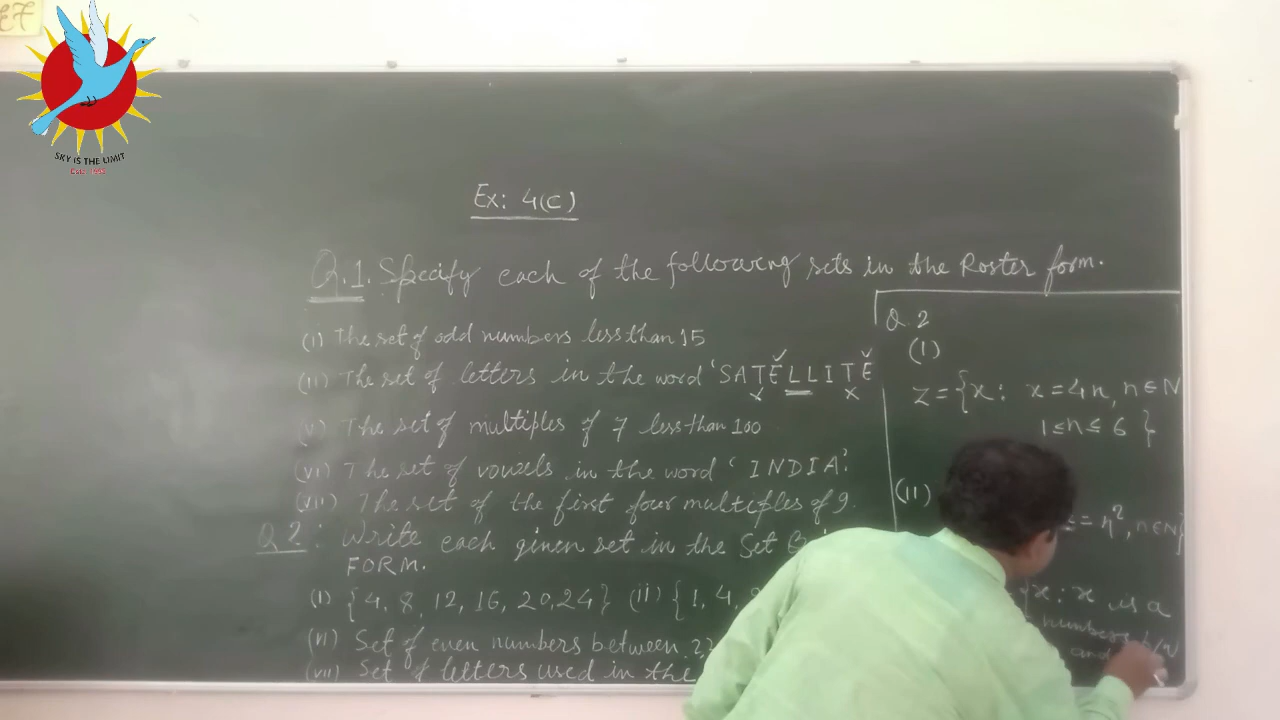 SKY IS THE LIMIT
Ex: 4(C)
Q.1. Specify each of the following sets in the Roster form.
(i) The set of odd numbers less than 15
(ii) The set of letters in the word 'SATELLITE
(v) The set of multiples of 7 less than 100
(vi) The set of vowels in the word 'INDIA'.
(vii) The set of the first four multiples of 9.
Q2: Write each given set in the Set
FORM.
(i) {4, 8, 12, 16, 20, 24} (ii) {1, 4,
(vi) Set of even numbers between
(vii) Set of letters used in the
Q.2
(i)
Z = {x : x = 4n, n ∈ N
1 ≤ n ≤ 6 }
(ii)
= n², n ∈ N}
{x : x is a
numbers b/w
and